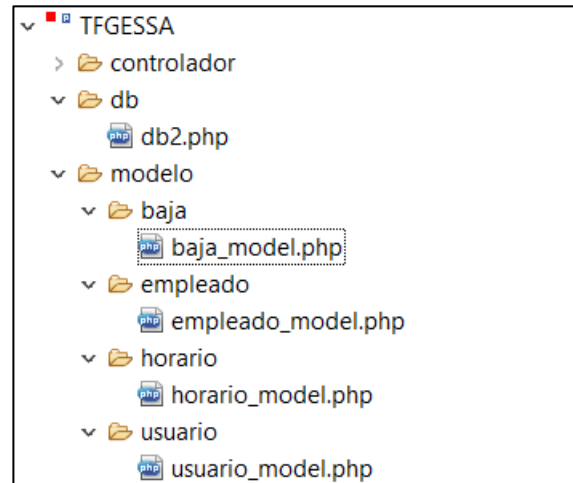 TFGESSA
controlador
db
db2.php
modelo
baja
baja_model.php
empleado
empleado_model.php
horario
horario_model.php
usuario
usuario_model.php